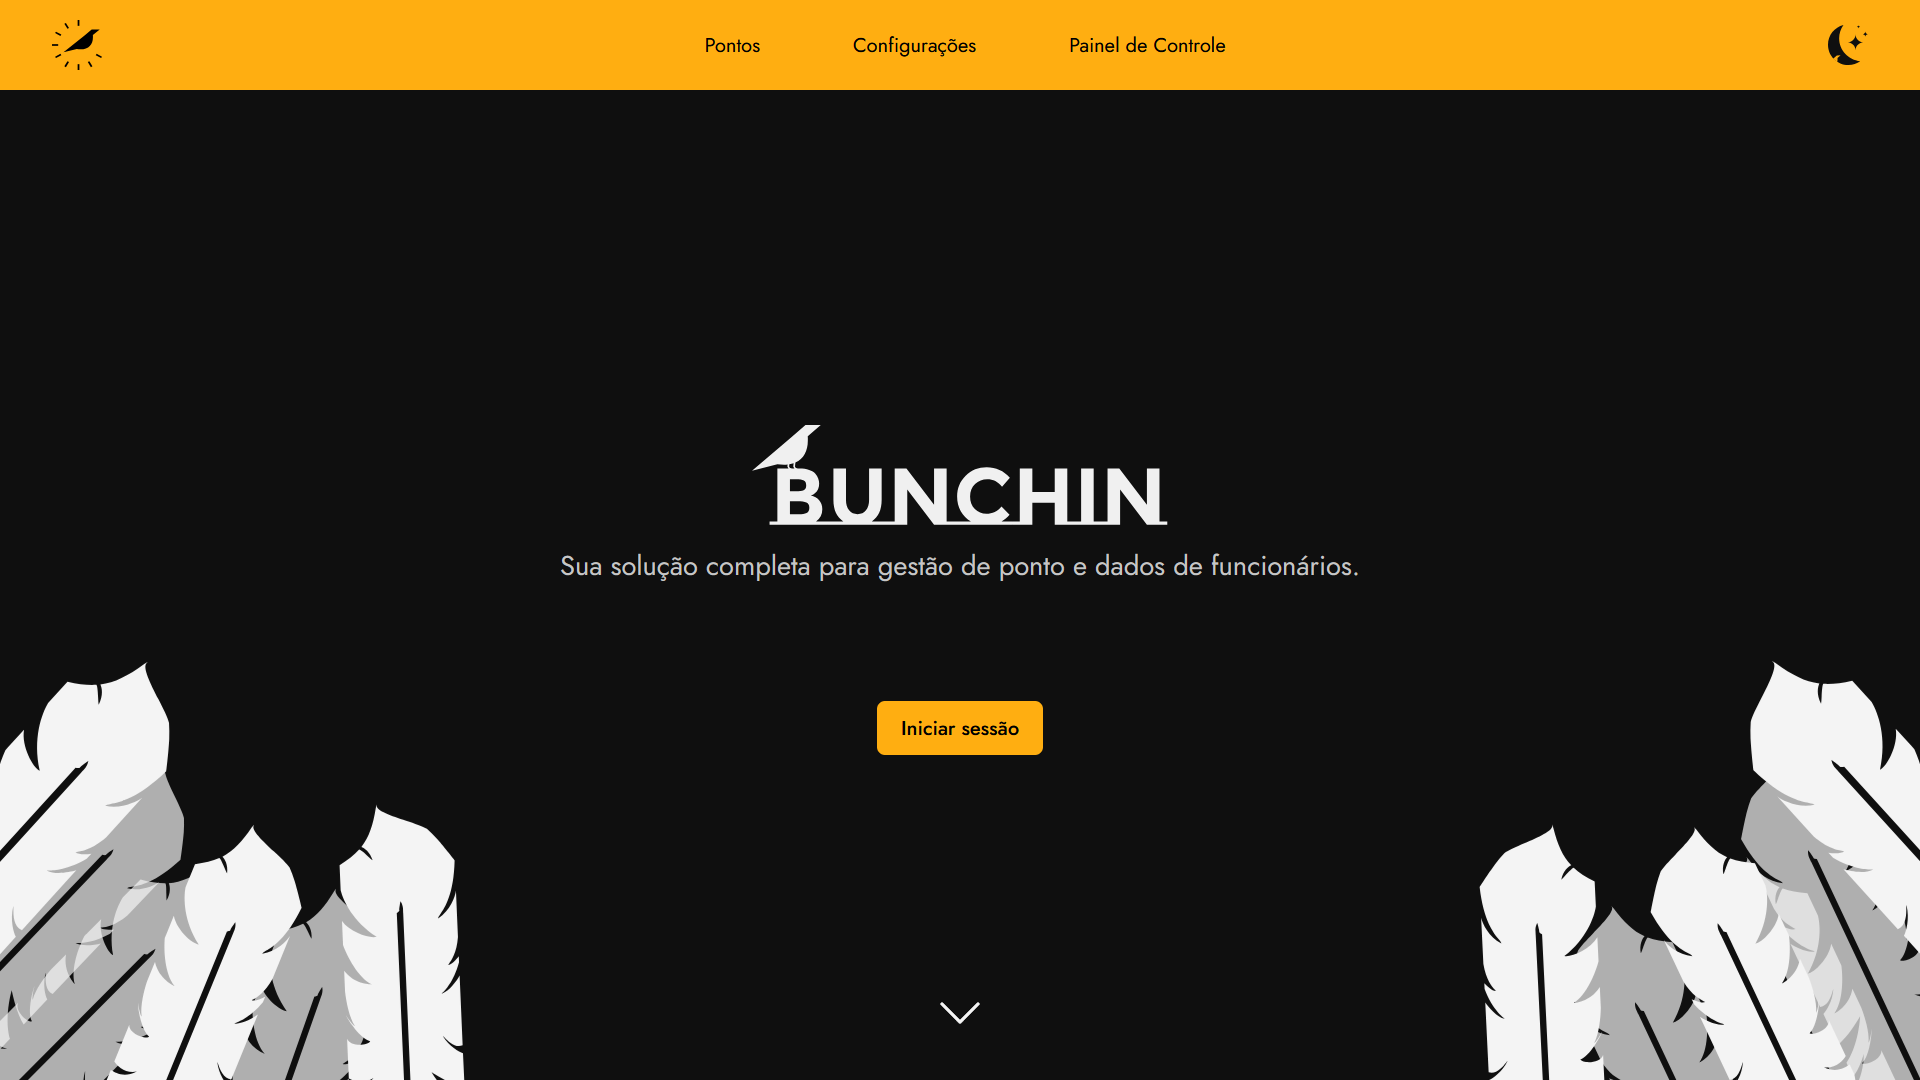 Pontos
Configurações
Painel de Controle
BUNCHIN
Sua solução completa para gestão de ponto e dados de funcionários.
Iniciar sessão